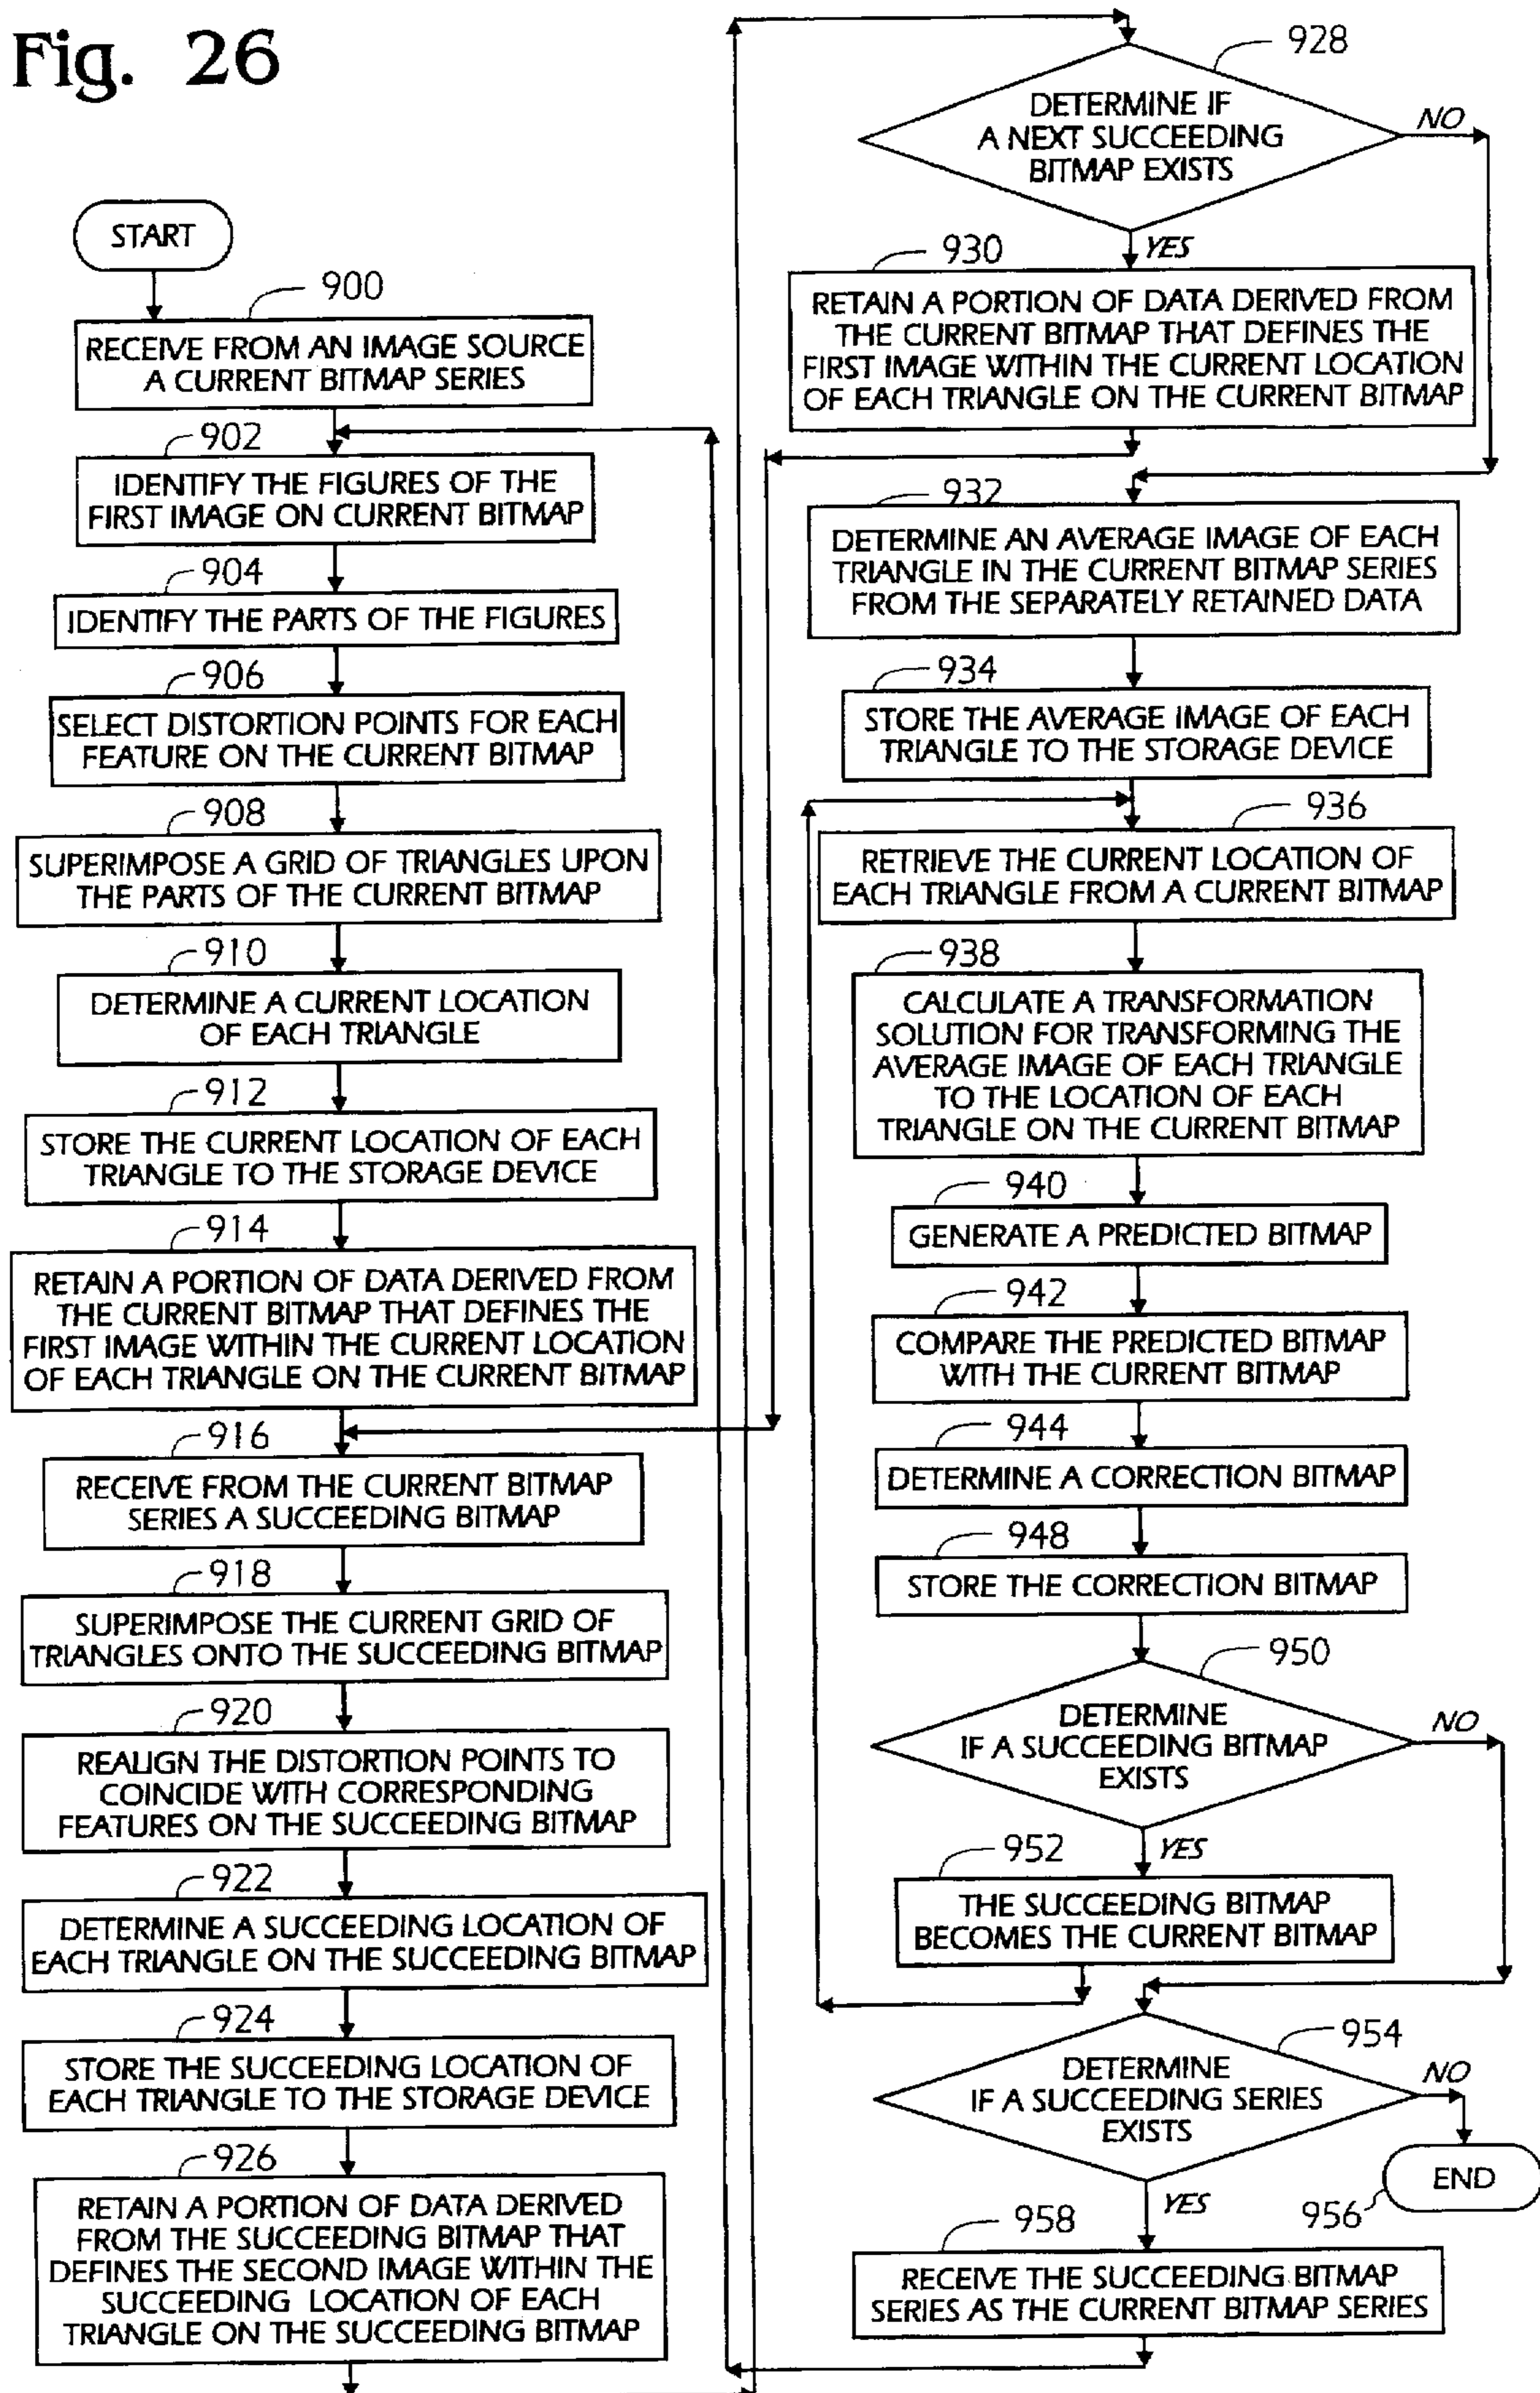 Fig. 26
START
900
RECEIVE FROM AN IMAGE SOURCE
A CURRENT BITMAP SERIES
902
IDENTIFY THE FIGURES OF THE
FIRST IMAGE ON CURRENT BITMAP
904
IDENTIFY THE PARTS OF THE FIGURES
906
SELECT DISTORTION POINTS FOR EACH
FEATURE ON THE CURRENT BITMAP
908
SUPERIMPOSE A GRID OF TRIANGLES UPON
THE PARTS OF THE CURRENT BITMAP
910
DETERMINE A CURRENT LOCATION
OF EACH TRIANGLE
912
STORE THE CURRENT LOCATION OF EACH
TRIANGLE TO THE STORAGE DEVICE
914
RETAIN A PORTION OF DATA DERIVED FROM
THE CURRENT BITMAP THAT DEFINES THE
FIRST IMAGE WITHIN THE CURRENT LOCATION
OF EACH TRIANGLE ON THE CURRENT BITMAP
916
RECEIVE FROM THE CURRENT BITMAP
SERIES A SUCCEEDING BITMAP
918
SUPERIMPOSE THE CURRENT GRID OF
TRIANGLES ONTO THE SUCCEEDING BITMAP
920
REALIGN THE DISTORTION POINTS TO
COINCIDE WITH CORRESPONDING
FEATURES ON THE SUCCEEDING BITMAP
922
DETERMINE A SUCCEEDING LOCATION OF
EACH TRIANGLE ON THE SUCCEEDING BITMAP
924
STORE THE SUCCEEDING LOCATION OF
EACH TRIANGLE TO THE STORAGE DEVICE
926
RETAIN A PORTION OF DATA DERIVED
FROM THE SUCCEEDING BITMAP THAT
DEFINES THE SECOND IMAGE WITHIN THE
SUCCEEDING LOCATION OF EACH
TRIANGLE ON THE SUCCEEDING BITMAP
928
DETERMINE IF
A NEXT SUCCEEDING
BITMAP EXISTS
NO
YES
930
RETAIN A PORTION OF DATA DERIVED FROM
THE CURRENT BITMAP THAT DEFINES THE
FIRST IMAGE WITHIN THE CURRENT LOCATION
OF EACH TRIANGLE ON THE CURRENT BITMAP
932
DETERMINE AN AVERAGE IMAGE OF EACH
TRIANGLE IN THE CURRENT BITMAP SERIES
FROM THE SEPARATELY RETAINED DATA
934
STORE THE AVERAGE IMAGE OF EACH
TRIANGLE TO THE STORAGE DEVICE
936
RETRIEVE THE CURRENT LOCATION OF
EACH TRIANGLE FROM A CURRENT BITMAP
938
CALCULATE A TRANSFORMATION
SOLUTION FOR TRANSFORMING THE
AVERAGE IMAGE OF EACH TRIANGLE
TO THE LOCATION OF EACH
TRIANGLE ON THE CURRENT BITMAP
940
GENERATE A PREDICTED BITMAP
942
COMPARE THE PREDICTED BITMAP
WITH THE CURRENT BITMAP
944
DETERMINE A CORRECTION BITMAP
948
STORE THE CORRECTION BITMAP
950
DETERMINE
IF A SUCCEEDING BITMAP
EXISTS
NO
YES
952
THE SUCCEEDING BITMAP
BECOMES THE CURRENT BITMAP
954
DETERMINE
IF A SUCCEEDING SERIES
EXISTS
NO
END
956
YES
958
RECEIVE THE SUCCEEDING BITMAP
SERIES AS THE CURRENT BITMAP SERIES